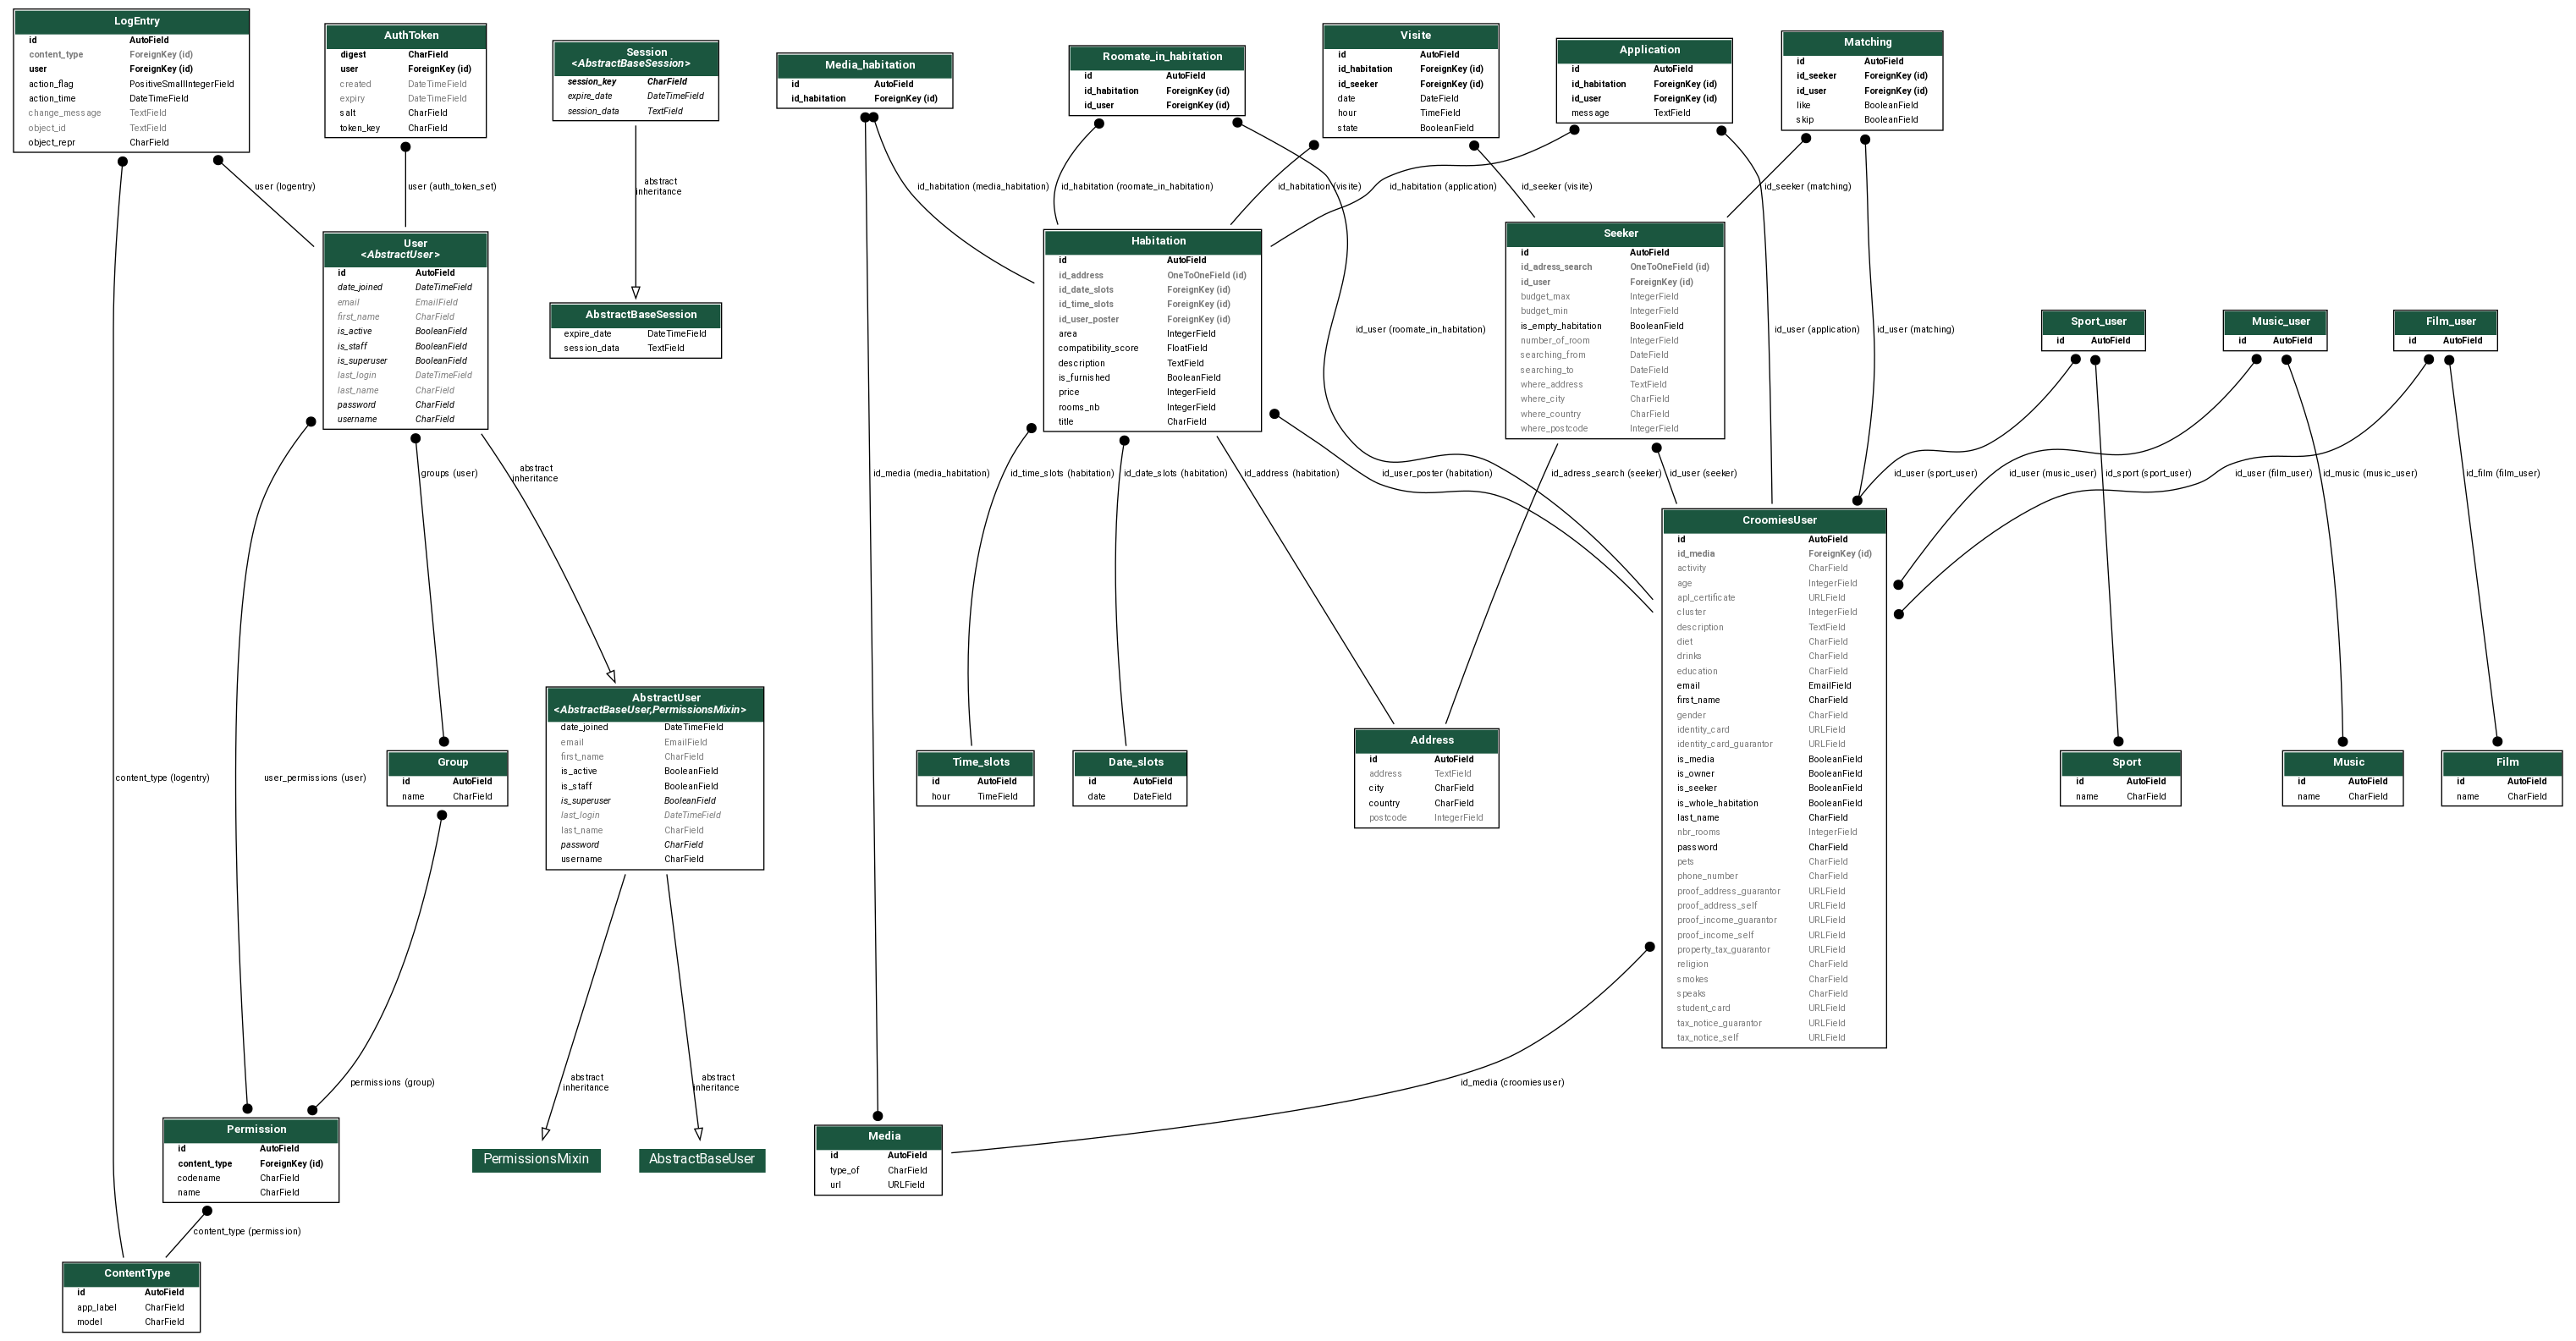 LogEntry
id AutoField
content_type ForeignKey (id)
user ForeignKey (id)
action_flag PositiveSmallIntegerField
action_time DateTimeField
change_message TextField
object_id TextField
object_repr CharField
AuthToken
digest CharField
user ForeignKey (id)
created DateTimeField
expiry DateTimeField
salt CharField
token_key CharField
Session
<AbstractBaseSession>
session_key CharField
expire_date DateTimeField
session_data TextField
Media_habitation
id AutoField
id_habitation ForeignKey (id)
Roomate_in_habitation
id AutoField
id_habitation ForeignKey (id)
id_user ForeignKey (id)
Visite
id AutoField
id_habitation ForeignKey (id)
id_seeker ForeignKey (id)
date DateField
hour TimeField
state BooleanField
Application
id AutoField
id_habitation ForeignKey (id)
id_user ForeignKey (id)
message TextField
Matching
id AutoField
id_seeker ForeignKey (id)
id_user ForeignKey (id)
like BooleanField
skip BooleanField
user (logentry)
user (auth_token_set)
abstract
inheritance
id_habitation (media_habitation)
id_habitation (roomate_in_habitation)
id_habitation (visite)
id_habitation (application)
id_seeker (visite)
id_seeker (matching)
User
<AbstractUser>
id AutoField
date_joined DateTimeField
email EmailField
first_name CharField
is_active BooleanField
is_staff BooleanField
is_superuser BooleanField
last_login DateTimeField
last_name CharField
password CharField
username CharField
AbstractBaseSession
expire_date DateTimeField
session_data TextField
Habitation
id AutoField
id_address OneToOneField (id)
id_date_slots ForeignKey (id)
id_time_slots ForeignKey (id)
id_user_poster ForeignKey (id)
area IntegerField
compatibility_score FloatField
description TextField
is_furnished BooleanField
price IntegerField
rooms_nb IntegerField
title CharField
id_user (roomate_in_habitation)
Seeker
id AutoField
id_adress_search OneToOneField (id)
id_user ForeignKey (id)
budget_max IntegerField
budget_min IntegerField
is_empty_habitation BooleanField
number_of_room IntegerField
searching_from DateField
searching_to DateField
where_address TextField
where_city CharField
where_country CharField
where_postcode IntegerField
id_user (application)
id_user (matching)
Sport_user
id AutoField
Music_user
id AutoField
Film_user
id AutoField
groups (user)
abstract
inheritance
id_media (media_habitation)
id_time_slots (habitation)
id_date_slots (habitation)
id_address (habitation)
id_user_poster (habitation)
id_adress_search (seeker)
id_user (seeker)
id_user (sport_user)
id_user (music_user)
id_sport (sport_user)
id_user (film_user)
id_music (music_user)
id_film (film_user)
content_type (logentry)
user_permissions (user)
Group
id AutoField
name CharField
AbstractUser
<AbstractBaseUser,PermissionsMixin>
date_joined DateTimeField
email EmailField
first_name CharField
is_active BooleanField
is_staff BooleanField
is_superuser BooleanField
last_login DateTimeField
last_name CharField
password CharField
username CharField
Time_slots
id AutoField
hour TimeField
Date_slots
id AutoField
date DateField
Address
id AutoField
address TextField
city CharField
country CharField
postcode IntegerField
CroomiesUser
id AutoField
id_media ForeignKey (id)
activity CharField
age IntegerField
apl_certificate URLField
cluster IntegerField
description TextField
diet CharField
drinks CharField
education CharField
email EmailField
first_name CharField
gender CharField
identity_card URLField
identity_card_guarantor URLField
is_media BooleanField
is_owner BooleanField
is_seeker BooleanField
is_whole_habitation BooleanField
last_name CharField
nbr_rooms IntegerField
password CharField
pets CharField
phone_number CharField
proof_address_guarantor URLField
proof_address_self URLField
proof_income_guarantor URLField
proof_income_self URLField
property_tax_guarantor URLField
religion CharField
smokes CharField
speaks CharField
student_card URLField
tax_notice_guarantor URLField
tax_notice_self URLField
Sport
id AutoField
name CharField
Music
id AutoField
name CharField
Film
id AutoField
name CharField
permissions (group)
abstract
inheritance
abstract
inheritance
id_media (croomiesuser)
Permission
id AutoField
content_type ForeignKey (id)
codename CharField
name CharField
PermissionsMixin
AbstractBaseUser
Media
id AutoField
type_of CharField
url URLField
content_type (permission)
ContentType
id AutoField
app_label CharField
model CharField